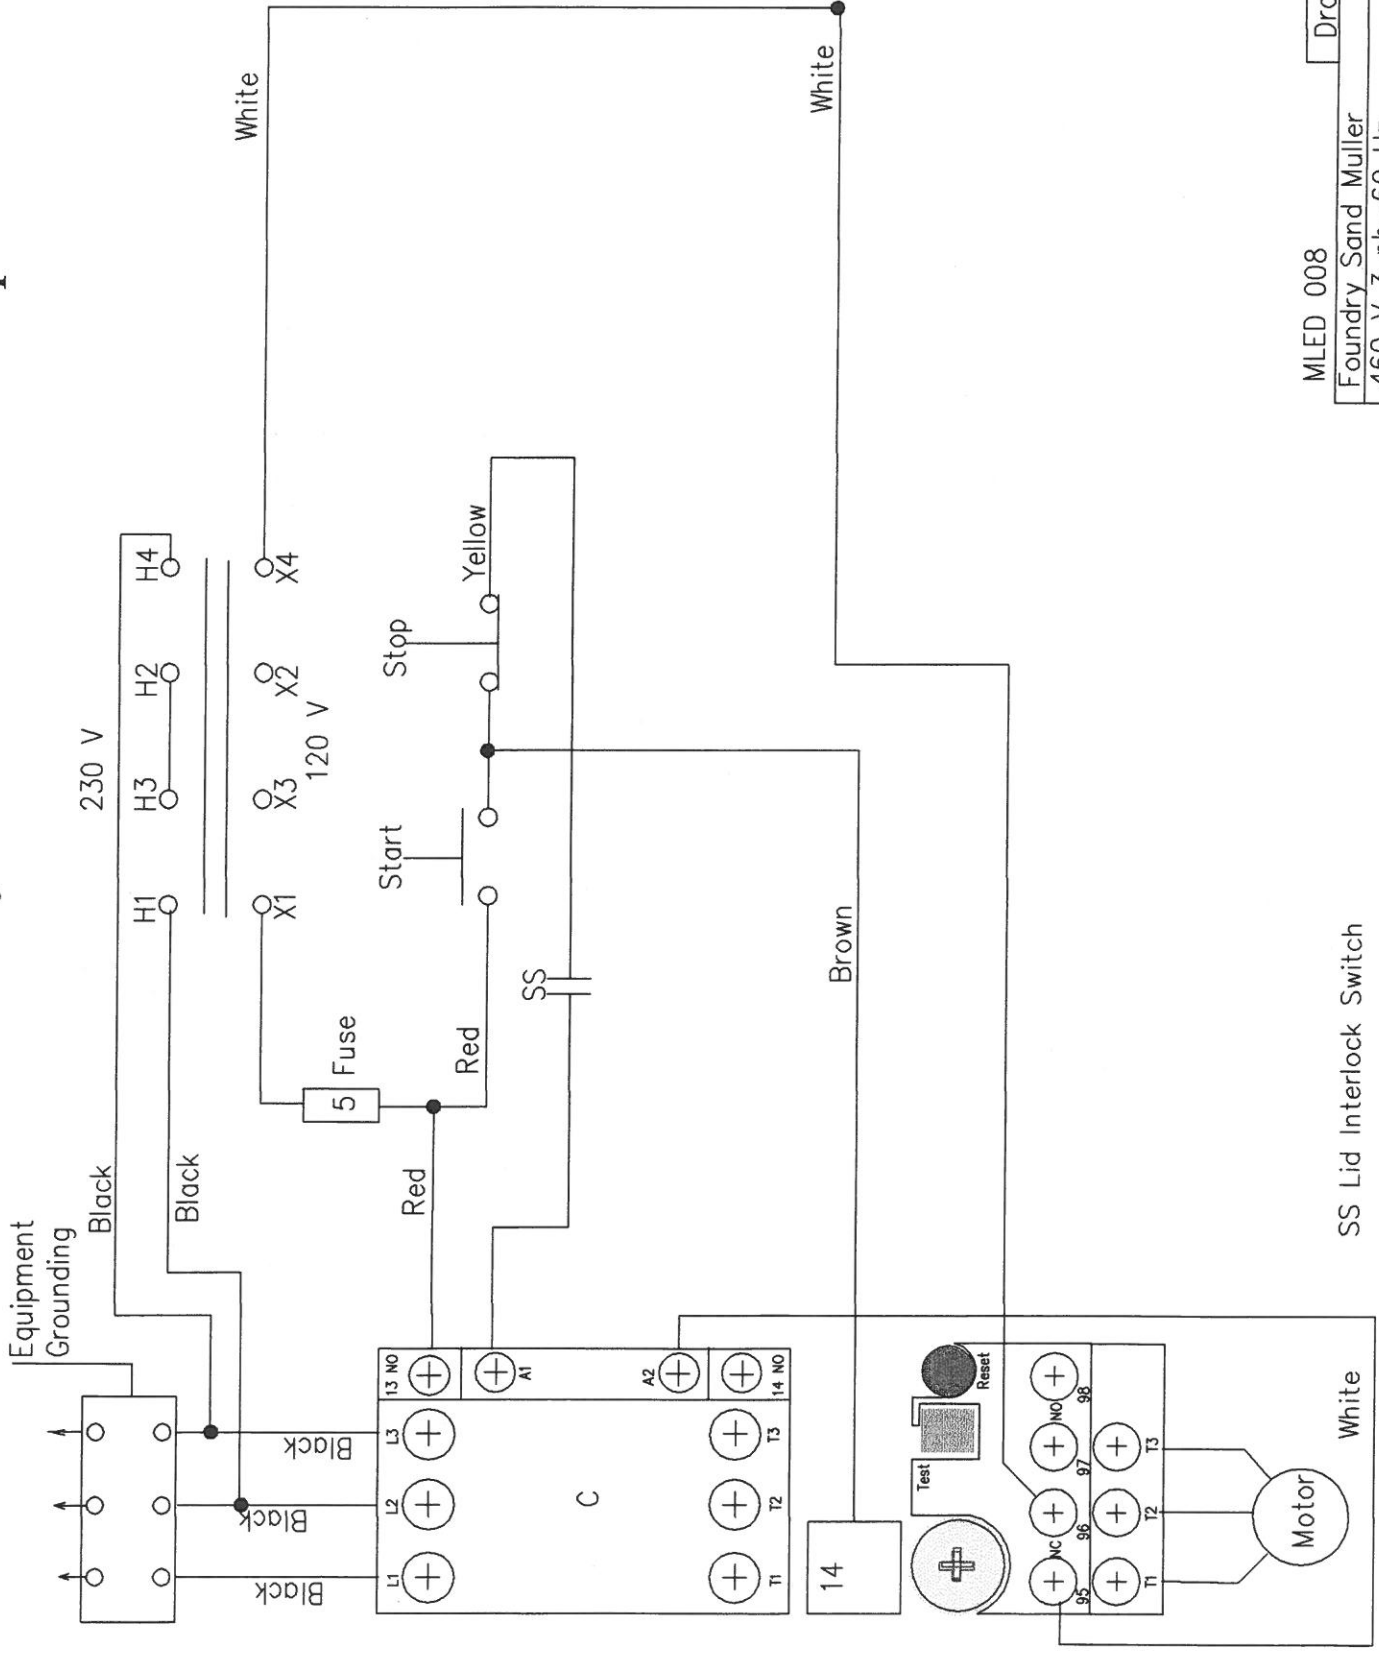 Equipment
Grounding
Black
Black
230 V
H1
H3
H2
H4
X1
X3
X2
X4
120 V
White
White
5
Fuse
Red
Red
Start
Stop
Yellow
SS
Brown
Black
Black
Black
L1
L2
L3
13 NO
A1
C
A2
14 NO
T1
T2
T3
14
Test
Reset
95
NC
96
97
NO
98
T1
T2
T3
Motor
White
SS Lid Interlock Switch
MLED 008
Foundry Sand Muller